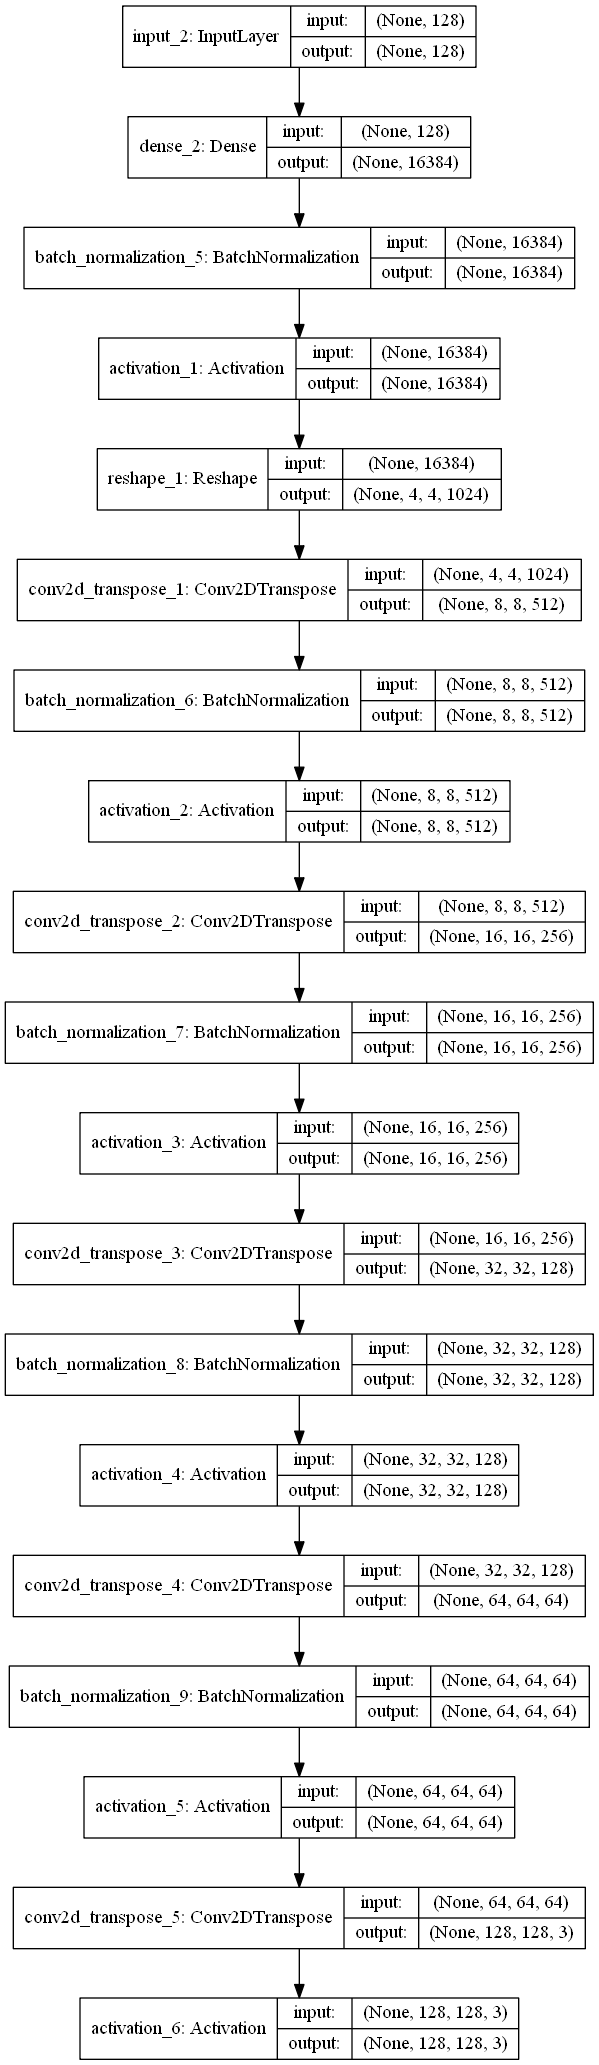 input_2: InputLayer
input: (None, 128)
output: (None, 128)
dense_2: Dense
input: (None, 128)
output: (None, 16384)
batch_normalization_5: BatchNormalization
input: (None, 16384)
output: (None, 16384)
activation_1: Activation
input: (None, 16384)
output: (None, 16384)
reshape_1: Reshape
input: (None, 16384)
output: (None, 4, 4, 1024)
conv2d_transpose_1: Conv2DTranspose
input: (None, 4, 4, 1024)
output: (None, 8, 8, 512)
batch_normalization_6: BatchNormalization
input: (None, 8, 8, 512)
output: (None, 8, 8, 512)
activation_2: Activation
input: (None, 8, 8, 512)
output: (None, 8, 8, 512)
conv2d_transpose_2: Conv2DTranspose
input: (None, 8, 8, 512)
output: (None, 16, 16, 256)
batch_normalization_7: BatchNormalization
input: (None, 16, 16, 256)
output: (None, 16, 16, 256)
activation_3: Activation
input: (None, 16, 16, 256)
output: (None, 16, 16, 256)
conv2d_transpose_3: Conv2DTranspose
input: (None, 16, 16, 256)
output: (None, 32, 32, 128)
batch_normalization_8: BatchNormalization
input: (None, 32, 32, 128)
output: (None, 32, 32, 128)
activation_4: Activation
input: (None, 32, 32, 128)
output: (None, 32, 32, 128)
conv2d_transpose_4: Conv2DTranspose
input: (None, 32, 32, 128)
output: (None, 64, 64, 64)
batch_normalization_9: BatchNormalization
input: (None, 64, 64, 64)
output: (None, 64, 64, 64)
activation_5: Activation
input: (None, 64, 64, 64)
output: (None, 64, 64, 64)
conv2d_transpose_5: Conv2DTranspose
input: (None, 64, 64, 64)
output: (None, 128, 128, 3)
activation_6: Activation
input: (None, 128, 128, 3)
output: (None, 128, 128, 3)